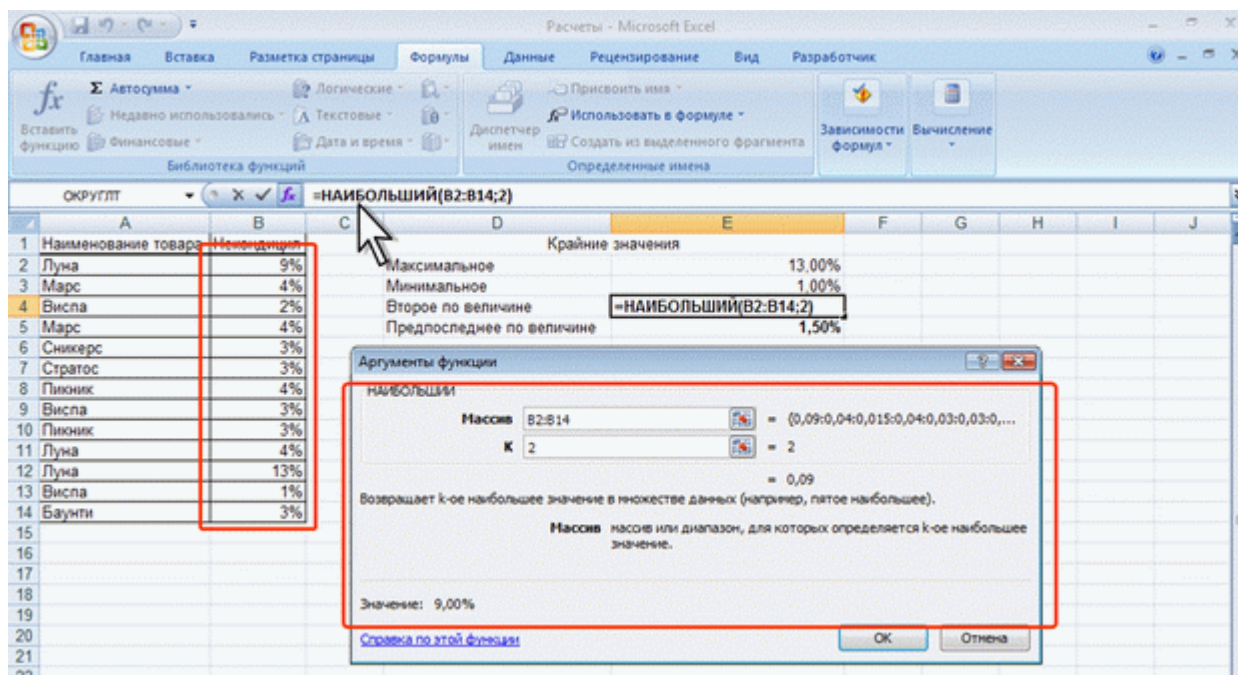 Расчеты - Microsoft Excel
Главная Вставка Разметка страницы Формулы Данные Рецензирование Вид Разработчик
Вставить функцию
Σ Автосумма
Недавно использовались
Финансовые
Логические
Текстовые
Дата и время
Библиотека функций
Диспетчер имен
Присвоить имя
Использовать в формуле
Создать из выделенного фрагмента
Определенные имена
Зависимости формул
Вычисление
=НАИБОЛЬШИЙ(B2:B14;2)
A B C D E F G H I J
1 Наименование товара Некондиция Крайние значения
2 Луна 9% Максимальное 13,00%
3 Марс 4% Минимальное 1,00%
4 Виспа 2% Второе по величине =НАИБОЛЬШИЙ(B2:B14;2)
5 Марс 4% Предпоследнее по величине 1,50%
6 Сникерс 3%
7 Стратос 3%
8 Пикник 4%
9 Виспа 3%
10 Пикник 3%
11 Луна 4%
12 Луна 13%
13 Виспа 1%
14 Баунти 3%
15
16
17
18
19
20
21
Аргументы функции
НАИБОЛЬШИЙ
Массив B2:B14 = {0,09:0,04:0,015:0,04:0,03:0,03:0,...
K 2 = 2
= 0,09
Возвращает k-ое наибольшее значение в множестве данных (например, пятое наибольшее).
Массив массив или диапазон, для которых определяется k-ое наибольшее
значение.
Значение: 9,00%
Справка по этой функции
ОК Отмена